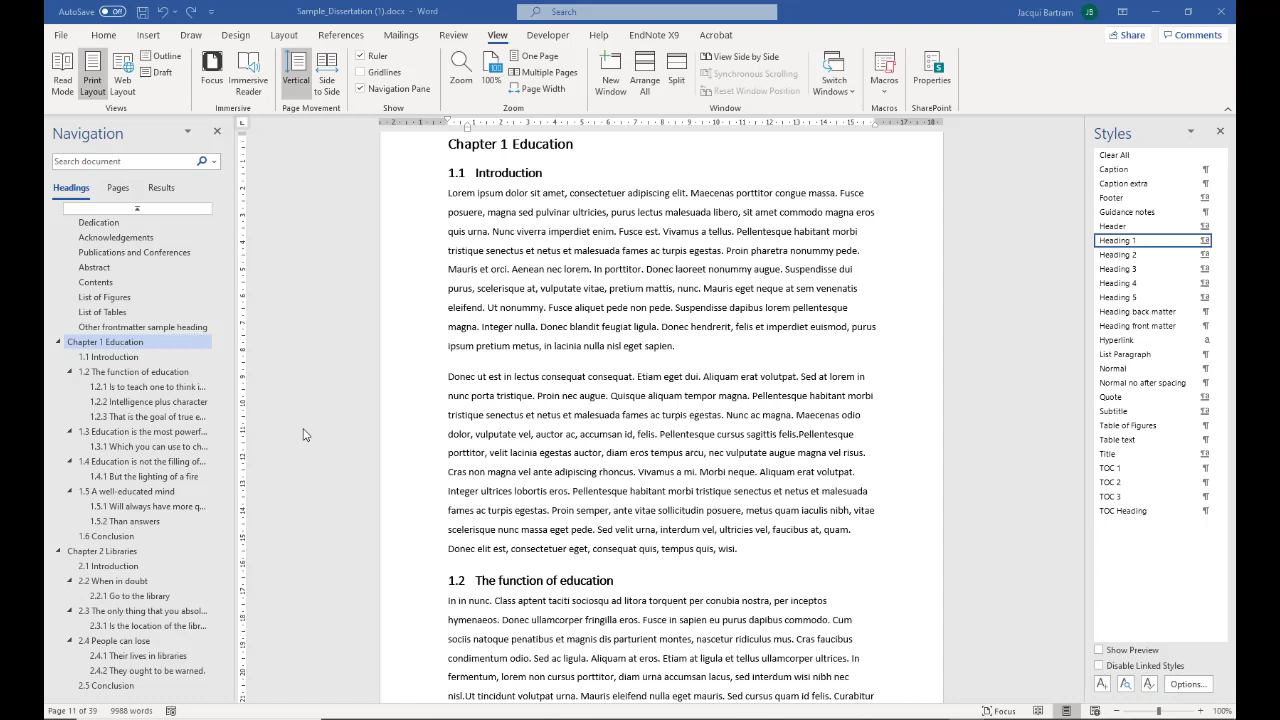 AutoSave Off Sample_Dissertation (1).docx - Word Search Jacqui Bartram JB
File Home Insert Draw Design Layout References Mailings Review View Developer Help EndNote X9 Acrobat Share Comments
Read Mode Print Layout Web Layout Outline Draft Focus Immersive Reader Vertical Side to Side Ruler Gridlines Navigation Pane Zoom 100% One Page Multiple Pages Page Width New Window Arrange All Split View Side by Side Synchronous Scrolling Reset Window Position Switch Windows Macros Properties
Views Immersive Page Movement Show Zoom Window Macros SharePoint
Navigation
Search document
Headings Pages Results
Dedication
Acknowledgements
Publications and Conferences
Abstract
Contents
List of Figures
List of Tables
Other frontmatter sample heading
Chapter 1 Education
1.1 Introduction
1.2 The function of education
1.2.1 Is to teach one to think i...
1.2.2 Intelligence plus character
1.2.3 That is the goal of true e...
1.3 Education is the most powerf...
1.3.1 Which you can use to ch...
1.4 Education is not the filling of...
1.4.1 But the lighting of a fire
1.5 A well-educated mind
1.5.1 Will always have more q...
1.5.2 Than answers
1.6 Conclusion
Chapter 2 Libraries
2.1 Introduction
2.2 When in doubt
2.2.1 Go to the library
2.3 The only thing that you absol...
2.3.1 Is the location of the libr...
2.4 People can lose
2.4.1 Their lives in libraries
2.4.2 They ought to be warned.
2.5 Conclusion
Chapter 1 Education
1.1 Introduction
Lorem ipsum dolor sit amet, consectetuer adipiscing elit. Maecenas porttitor congue massa. Fusce
posuere, magna sed pulvinar ultricies, purus lectus malesuada libero, sit amet commodo magna eros
quis urna. Nunc viverra imperdiet enim. Fusce est. Vivamus a tellus. Pellentesque habitant morbi
tristique senectus et netus et malesuada fames ac turpis egestas. Proin pharetra nonummy pede.
Mauris et orci. Aenean nec lorem. In porttitor. Donec laoreet nonummy augue. Suspendisse dui
purus, scelerisque at, vulputate vitae, pretium mattis, nunc. Mauris eget neque at sem venenatis
eleifend. Ut nonummy. Fusce aliquet pede non pede. Suspendisse dapibus lorem pellentesque
magna. Integer nulla. Donec blandit feugiat ligula. Donec hendrerit, felis et imperdiet euismod, purus
ipsum pretium metus, in lacinia nulla nisl eget sapien.
Donec ut est in lectus consequat consequat. Etiam eget dui. Aliquam erat volutpat. Sed at lorem in
nunc porta tristique. Proin nec augue. Quisque aliquam tempor magna. Pellentesque habitant morbi
tristique senectus et netus et malesuada fames ac turpis egestas. Nunc ac magna. Maecenas odio
dolor, vulputate vel, auctor ac, accumsan id, felis. Pellentesque cursus sagittis felis.Pellentesque
porttitor, velit lacinia egestas auctor, diam eros tempus arcu, nec vulputate augue magna vel risus.
Cras non magna vel ante adipiscing rhoncus. Vivamus a mi. Morbi neque. Aliquam erat volutpat.
Integer ultrices lobortis eros. Pellentesque habitant morbi tristique senectus et netus et malesuada
fames ac turpis egestas. Proin semper, ante vitae sollicitudin posuere, metus quam iaculis nibh, vitae
scelerisque nunc massa eget pede. Sed velit urna, interdum vel, ultricies vel, faucibus at, quam.
Donec elit est, consectetuer eget, consequat quis, tempus quis, wisi.
1.2 The function of education
In in nunc. Class aptent taciti sociosqu ad litora torquent per conubia nostra, per inceptos
hymenaeos. Donec ullamcorper fringilla eros. Fusce in sapien eu purus dapibus commodo. Cum
sociis natoque penatibus et magnis dis parturient montes, nascetur ridiculus mus. Cras faucibus
condimentum odio. Sed ac ligula. Aliquam at eros. Etiam at ligula et tellus ullamcorper ultrices. In
fermentum, lorem non cursus porttitor, diam urna accumsan lacus, sed interdum wisi nibh nec
nisl.Ut tincidunt volutpat urna. Mauris eleifend nulla eget mauris. Sed cursus quam id felis. Curabitur
Styles
Clear All
Caption
Caption extra
Footer
Guidance notes
Header
Heading 1
Heading 2
Heading 3
Heading 4
Heading 5
Heading back matter
Heading front matter
Hyperlink
List Paragraph
Normal
Normal no after spacing
Quote
Subtitle
Table of Figures
Table text
Title
TOC 1
TOC 2
TOC 3
TOC Heading
Show Preview
Disable Linked Styles
Options...
Page 11 of 39 9988 words Focus 100%